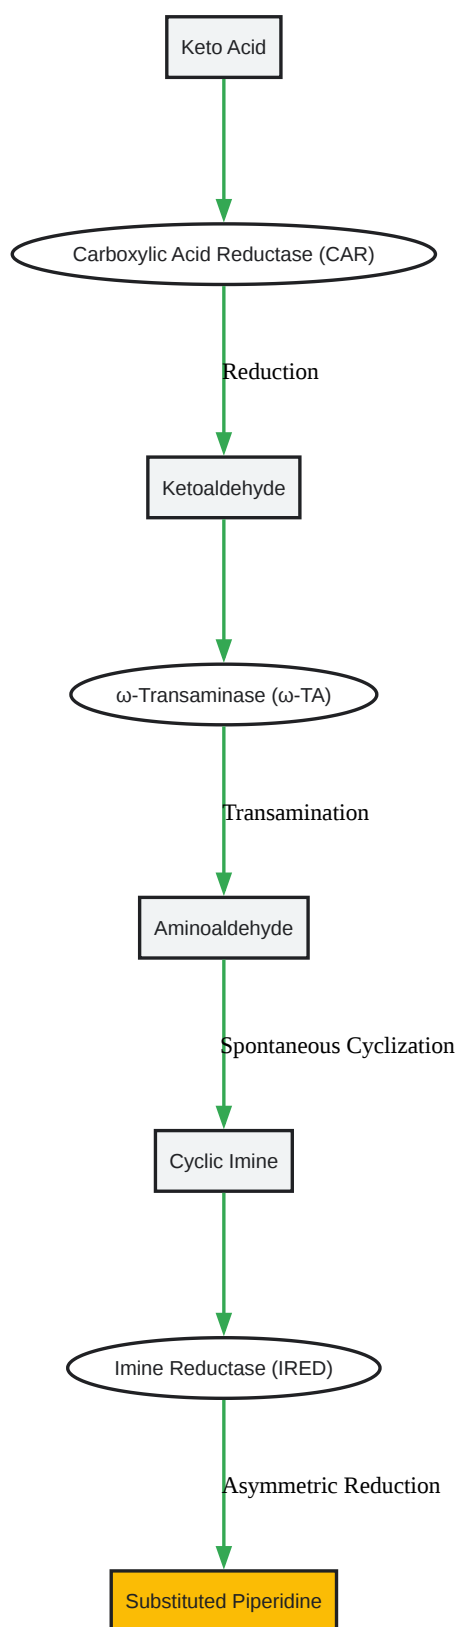 Keto Acid
Carboxylic Acid Reductase (CAR)
Reduction
Ketoaldehyde
ω-Transaminase (ω-TA)
Transamination
Aminoaldehyde
Spontaneous Cyclization
Cyclic Imine
Imine Reductase (IRED)
Asymmetric Reduction
Substituted Piperidine